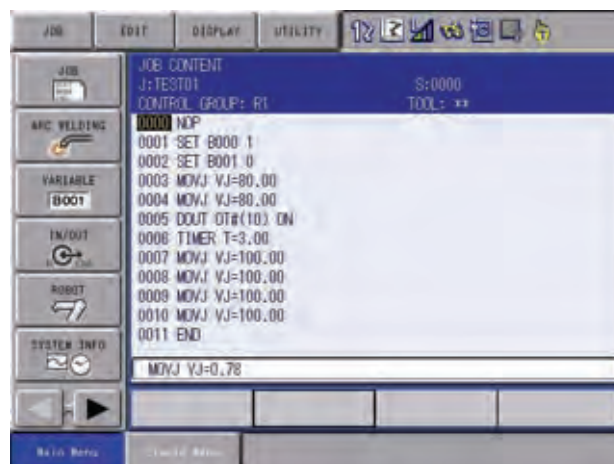 JOB EDIT DISPLAY UTILITY
JOB CONTENT
J:TEST01 S:0000
CONTROL GROUP: R1 TOOL: **
0000 NOP
0001 SET B000 1
0002 SET B001 0
0003 MOVJ VJ=80.00
0004 MOVJ VJ=80.00
0005 DOUT OT#(10) ON
0006 TIMER T=3.00
0007 MOVJ VJ=100.00
0008 MOVJ VJ=100.00
0009 MOVJ VJ=100.00
0010 MOVJ VJ=100.00
0011 END
MOVJ VJ=0.78
JOB
ARC WELDING
VARIABLE
B001
IN/OUT
ROBOT
SYSTEM INFO
Main Menu